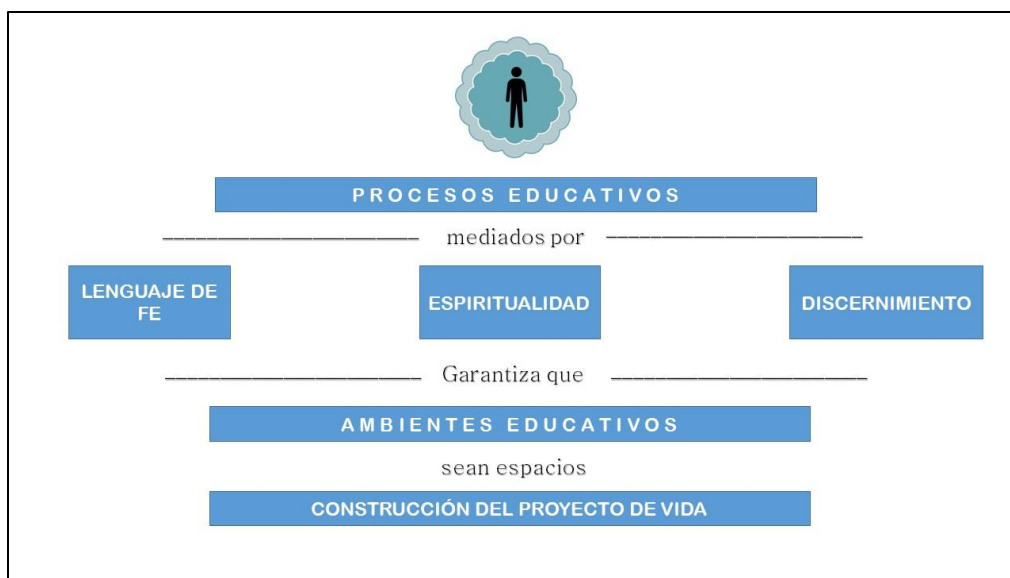 PROCESOS EDUCATIVOS
mediados por
LENGUAJE DE
FE
ESPIRITUALIDAD
DISCERNIMIENTO
Garantiza que
AMBIENTES EDUCATIVOS
sean espacios
CONSTRUCCIÓN DEL PROYECTO DE VIDA